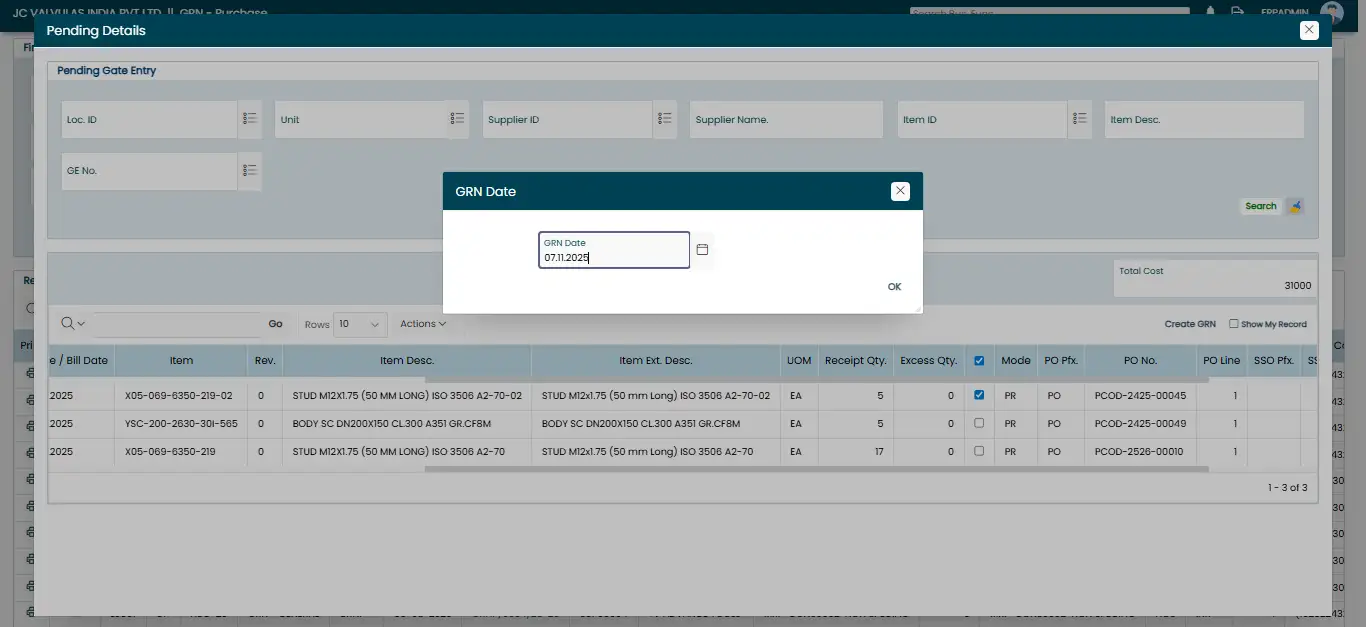 JC VALVULAS INDIA PVT LTD || GRN - Purchase
ERPADMIN
Pending Details
Pending Gate Entry
Loc. ID
Unit
Supplier ID
Supplier Name.
Item ID
Item Desc.
GE No.
Search
GRN Date
GRN Date
07.11.2025
OK
Total Cost
31000
Go
Rows
10
Actions
Create GRN
Show My Record
e / Bill Date Item Rev. Item Desc. Item Ext. Desc. UOM Receipt Qty. Excess Qty. Mode PO Pfx. PO No. PO Line SSO Pfx. SS
.2025 X05-069-6350-219-02 0 STUD M12x1.75 (50 MM LONG) ISO 3506 A2-70-02 STUD M12x1.75 (50 mm Long) ISO 3506 A2-70-02 EA 5 0 PR PO PCOD-2425-00045 1
.2025 YSC-200-2630-30I-565 0 BODY SC DN200X150 CL.300 A351 GR.CF8M BODY SC DN200X150 CL.300 A351 GR.CF8M EA 5 0 PR PO PCOD-2425-00049 1
.2025 X05-069-6350-219 0 STUD M12x1.75 (50 MM LONG) ISO 3506 A2-70 STUD M12x1.75 (50 mm Long) ISO 3506 A2-70 EA 17 0 PR PO PCOD-2526-00010 1
1 - 3 of 3